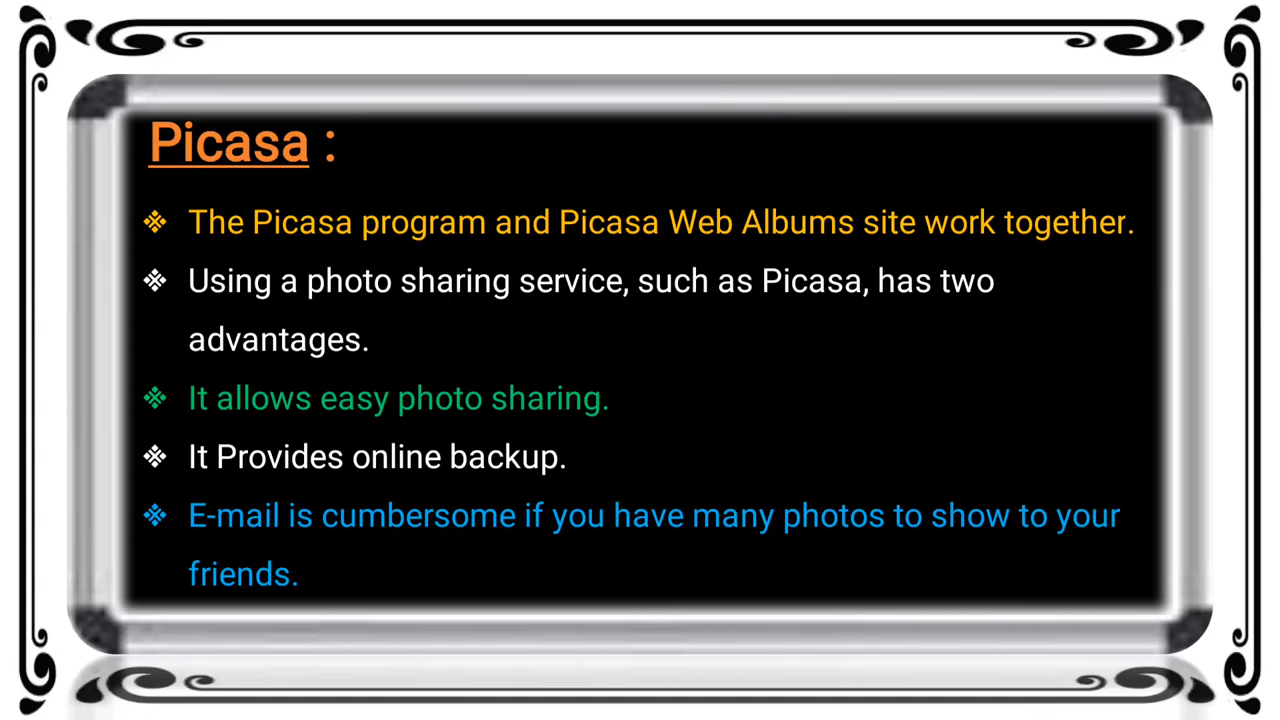 Picasa :
❖ The Picasa program and Picasa Web Albums site work together.
❖ Using a photo sharing service, such as Picasa, has two
advantages.
❖ It allows easy photo sharing.
❖ It Provides online backup.
❖ E-mail is cumbersome if you have many photos to show to your
friends.